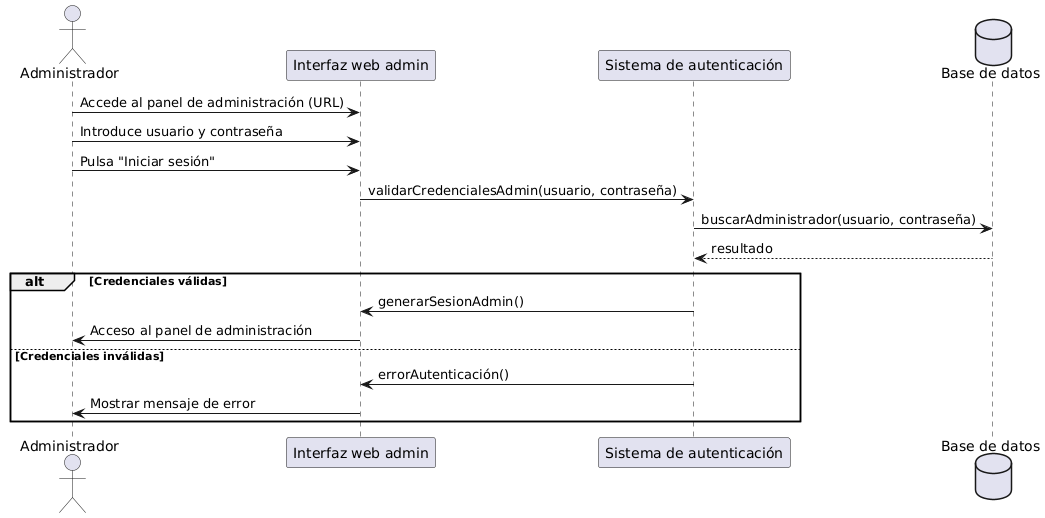 Administrador
Interfaz web admin
Sistema de autenticación
Base de datos
Accede al panel de administración (URL)
Introduce usuario y contraseña
Pulsa "Iniciar sesión"
validarCredencialesAdmin(usuario, contraseña)
buscarAdministrador(usuario, contraseña)
resultado
alt [Credenciales válidas]
generarSesionAdmin()
Acceso al panel de administración
[Credenciales inválidas]
errorAutenticación()
Mostrar mensaje de error
Administrador
Interfaz web admin
Sistema de autenticación
Base de datos